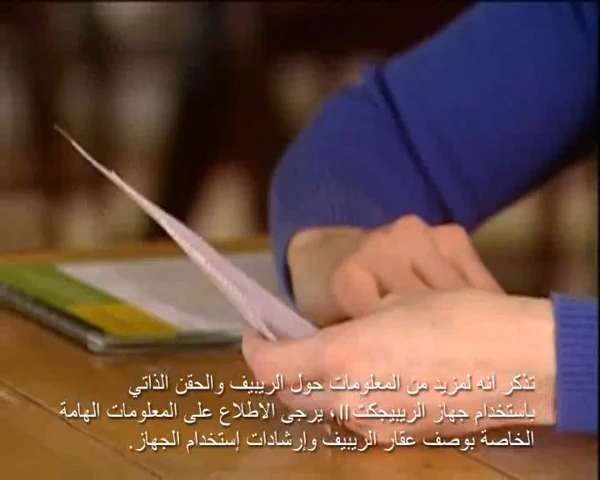 تذكر أنه لمزيد من المعلومات حول الريبيف والحقن الذاتي
باستخدام جهاز الريبيجكت II، يرجى الاطلاع على المعلومات الهامة
الخاصة بوصف عقار الريبيف وإرشادات إستخدام الجهاز.